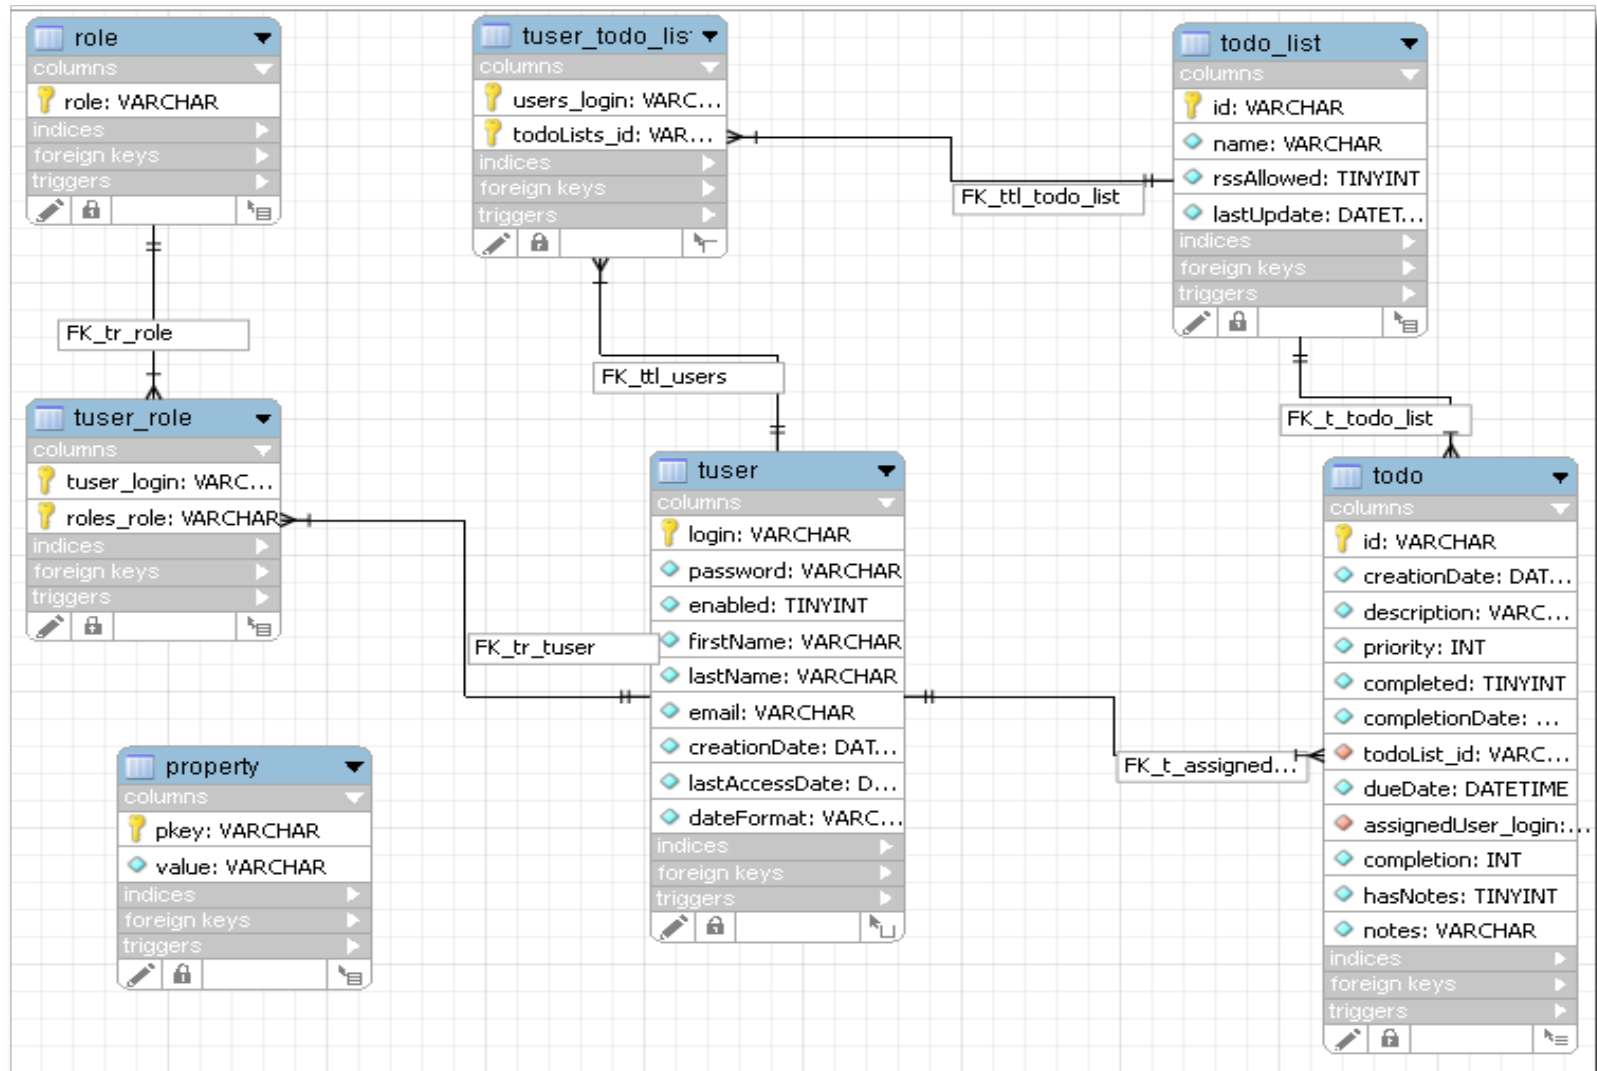 role
columns
role: VARCHAR
indices
foreign keys
triggers
FK_tr_role
tuser_role
columns
tuser_login: VARC...
roles_role: VARCHAR
indices
foreign keys
triggers
property
columns
pkey: VARCHAR
value: VARCHAR
indices
foreign keys
triggers
tuser_todo_lis
columns
users_login: VARC...
todoLists_id: VAR...
indices
foreign keys
triggers
FK_ttl_users
FK_ttl_todo_list
FK_tr_tuser
tuser
columns
login: VARCHAR
password: VARCHAR
enabled: TINYINT
firstName: VARCHAR
lastName: VARCHAR
email: VARCHAR
creationDate: DAT...
lastAccessDate: D...
dateFormat: VARC...
indices
foreign keys
triggers
todo_list
columns
id: VARCHAR
name: VARCHAR
rssAllowed: TINYINT
lastUpdate: DATET...
indices
foreign keys
triggers
FK_t_todo_list
FK_t_assigned...
todo
columns
id: VARCHAR
creationDate: DAT...
description: VARC...
priority: INT
completed: TINYINT
completionDate: ...
todoList_id: VARC...
dueDate: DATETIME
assignedUser_login:...
completion: INT
hasNotes: TINYINT
notes: VARCHAR
indices
foreign keys
triggers